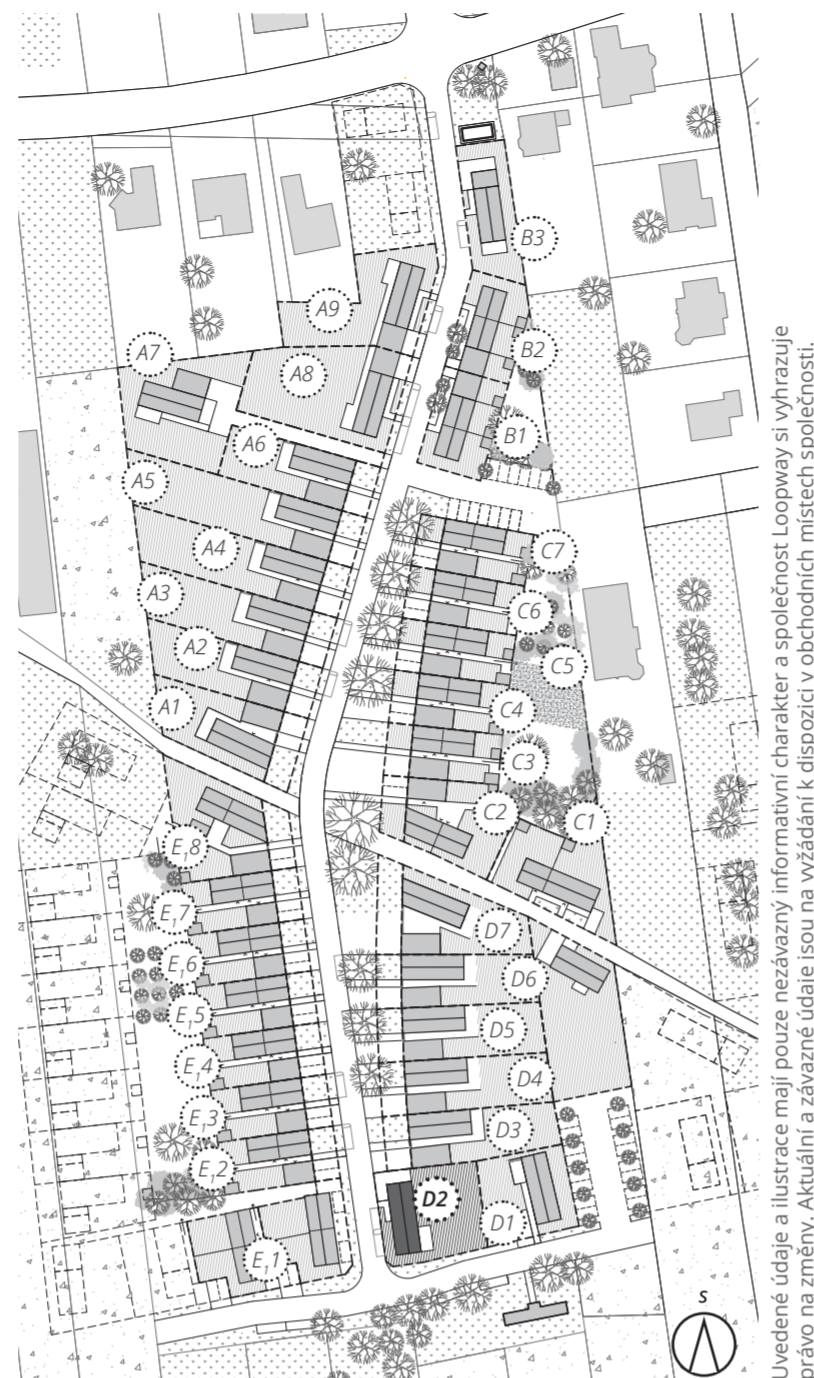 B3
A9
B2
A7
A8
B1
A6
A5
C7
A4
A3
C6
A2
C5
A1
C4
C3
C2
C1
E₁8
D7
E₁7
D6
E₁6
E₁5
D5
E₁4
D4
E₁3
D3
E₁2
D2
D1
E₁1
S
Uvedené údaje a ilustrace mají pouze nezávazný informativní charakter a společnost Loopway si vyhrazuje
právo na změny. Aktuální a závazné údaje jsou na vyžádání k dispozici v obchodních místech společnosti.